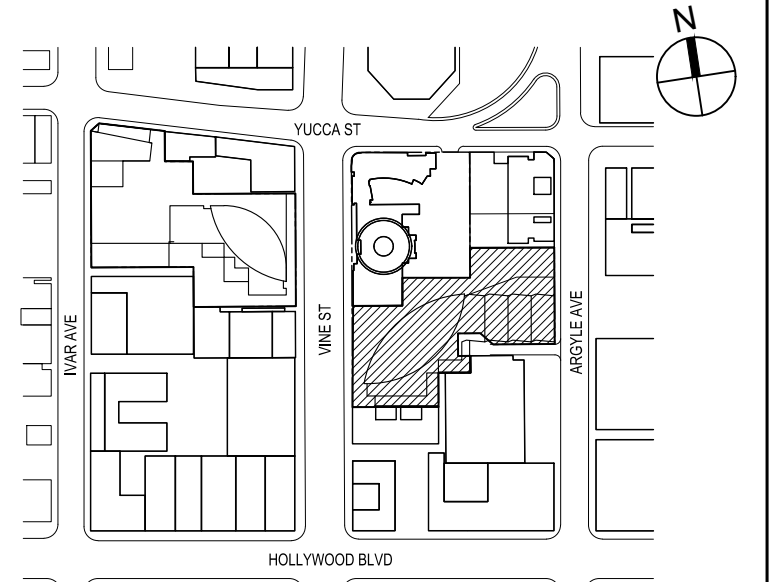 N
YUCCA ST
IVAR AVE
VINE ST
ARGYLE AVE
HOLLYWOOD BLVD